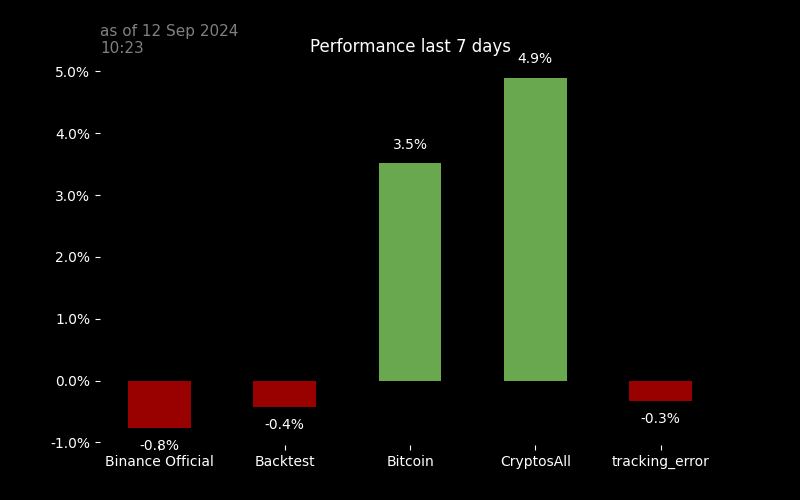 as of 12 Sep 2024
10:23
Performance last 7 days
4.9%
5.0%
4.0%
3.5%
3.0%
2.0%
1.0%
0.0%
-0.4%
-0.3%
-1.0%
-0.8%
Binance Official
Backtest
Bitcoin
CryptosAll
tracking_error